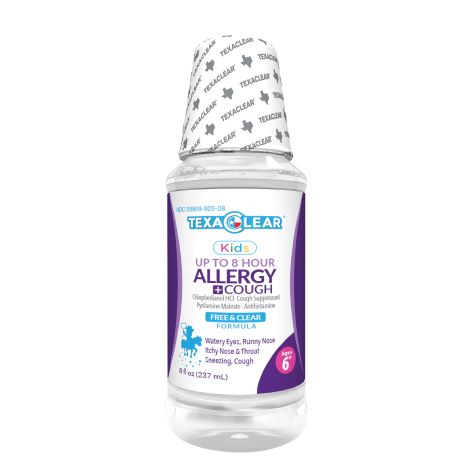 TEXACLEAR®
NDC 58809-925-08
TEXACLEAR®
Kids
UP TO 8 HOUR
ALLERGY
+COUGH
Chlophedianol HCl Cough Suppressant
Pyrilamine Maleate - Antihistamine
FREE & CLEAR
FORMULA
Watery Eyes, Runny Nose
Itchy Nose & Throat
Sneezing, Cough
8 fl oz (237 mL)
Ages
6+